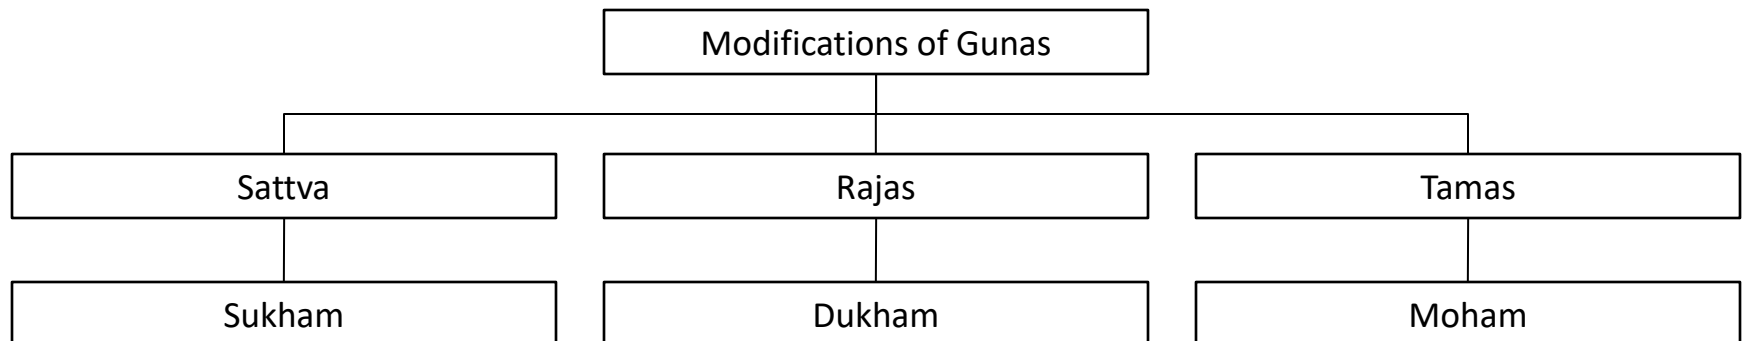 Modifications of Gunas
Sattva
Rajas
Tamas
Sukham
Dukham
Moham